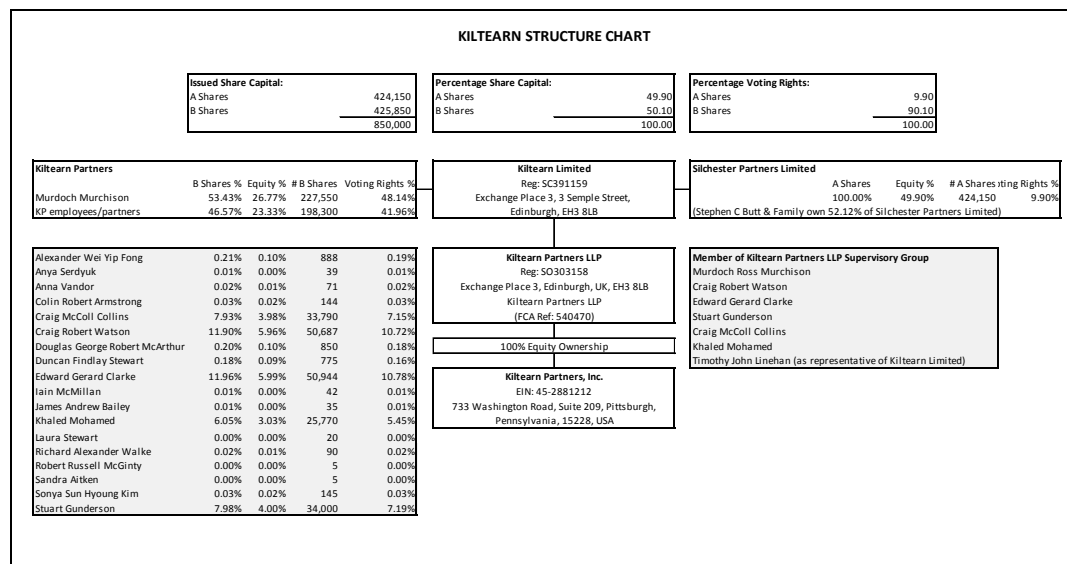 KILTEARN STRUCTURE CHART
Issued Share Capital:
A Shares 424,150
B Shares 425,850
850,000
Percentage Share Capital:
A Shares 49.90
B Shares 50.10
100.00
Percentage Voting Rights:
A Shares 9.90
B Shares 90.10
100.00
Kiltearn Partners
B Shares % Equity % # B Shares Voting Rights %
Murdoch Murchison 53.43% 26.77% 227,550 48.14%
KP employees/partners 46.57% 23.33% 198,300 41.96%
Kiltearn Limited
Reg: SC391159
Exchange Place 3, 3 Semple Street,
Edinburgh, EH3 8LB
Silchester Partners Limited
A Shares Equity % # A Shares ting Rights %
100.00% 49.90% 424,150 9.90%
(Stephen C Butt & Family own 52.12% of Silchester Partners Limited)
Alexander Wei Yip Fong 0.21% 0.10% 888 0.19%
Anya Serdyuk 0.01% 0.00% 39 0.01%
Anna Vandor 0.02% 0.01% 71 0.02%
Colin Robert Armstrong 0.03% 0.02% 144 0.03%
Craig McColl Collins 7.93% 3.98% 33,790 7.15%
Craig Robert Watson 11.90% 5.96% 50,687 10.72%
Douglas George Robert McArthur 0.20% 0.10% 850 0.18%
Duncan Findlay Stewart 0.18% 0.09% 775 0.16%
Edward Gerard Clarke 11.96% 5.99% 50,944 10.78%
Iain McMillan 0.01% 0.00% 42 0.01%
James Andrew Bailey 0.01% 0.00% 35 0.01%
Khaled Mohamed 6.05% 3.03% 25,770 5.45%
Laura Stewart 0.00% 0.00% 20 0.00%
Richard Alexander Walke 0.02% 0.01% 90 0.02%
Robert Russell McGinty 0.00% 0.00% 5 0.00%
Sandra Aitken 0.00% 0.00% 5 0.00%
Sonya Sun Hyoung Kim 0.03% 0.02% 145 0.03%
Stuart Gunderson 7.98% 4.00% 34,000 7.19%
Kiltearn Partners LLP
Reg: SO303158
Exchange Place 3, Edinburgh, UK, EH3 8LB
Kiltearn Partners LLP
(FCA Ref: 540470)
100% Equity Ownership
Kiltearn Partners, Inc.
EIN: 45-2881212
733 Washington Road, Suite 209, Pittsburgh,
Pennsylvania, 15228, USA
Member of Kiltearn Partners LLP Supervisory Group
Murdoch Ross Murchison
Craig Robert Watson
Edward Gerard Clarke
Stuart Gunderson
Craig McColl Collins
Khaled Mohamed
Timothy John Linehan (as representative of Kiltearn Limited)